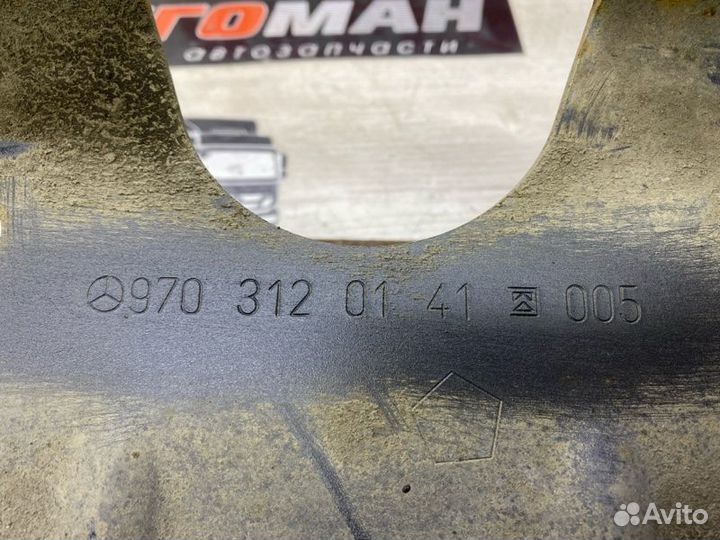 ГОМАН
автозапчасти
970 312 01 41 005
Avito